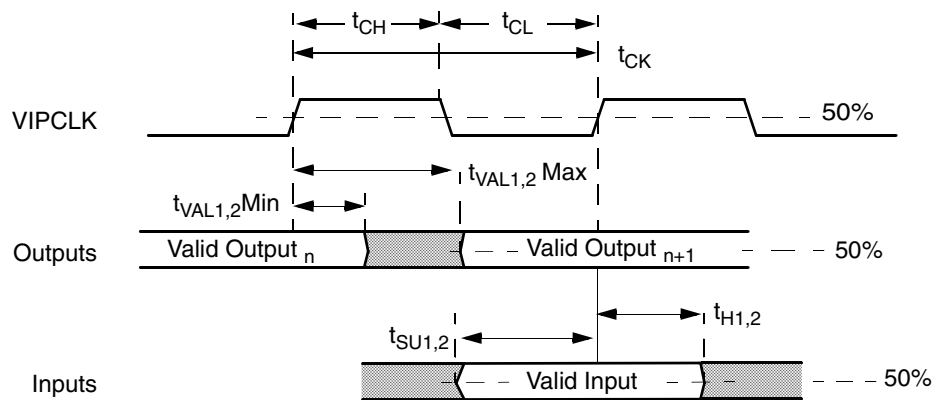 tCH tCL
tCK
VIPCLK 50%
tVAL1,2 Max
tVAL1,2Min
Outputs Valid Output n Valid Output n+1 50%
tH1,2
tSU1,2
Inputs Valid Input 50%